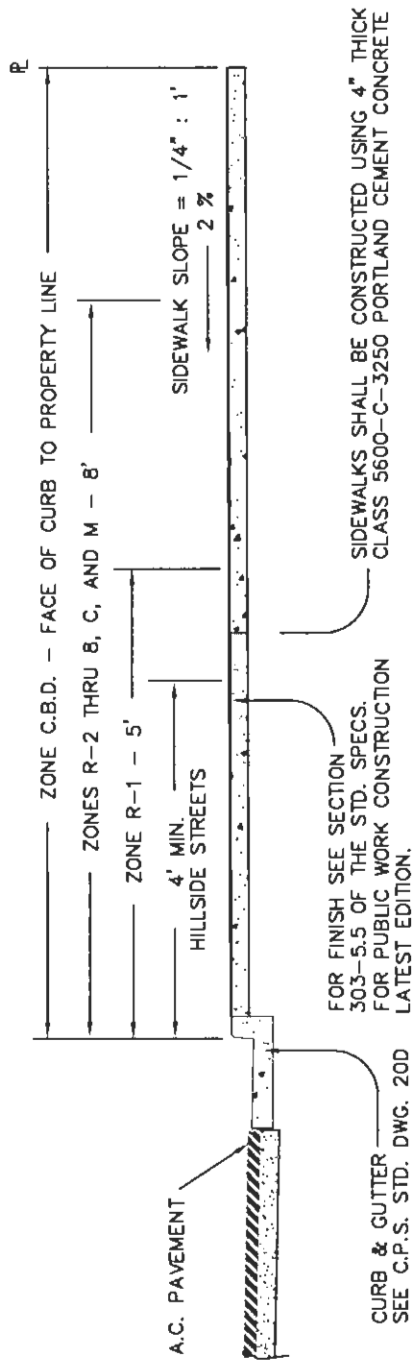 ℄
ZONE C.B.D. - FACE OF CURB TO PROPERTY LINE
ZONES R-2 THRU 8, C, AND M - 8'
ZONE R-1 - 5'
4' MIN.
HILLSIDE STREETS
SIDEWALK SLOPE = 1/4" : 1'
2 %
A.C. PAVEMENT
CURB & GUTTER
SEE C.P.S. STD. DWG. 20D
FOR FINISH SEE SECTION
303-5.5 OF THE STD. SPECS.
FOR PUBLIC WORK CONSTRUCTION
LATEST EDITION.
SIDEWALKS SHALL BE CONSTRUCTED USING 4" THICK
CLASS 5600-C-3250 PORTLAND CEMENT CONCRETE